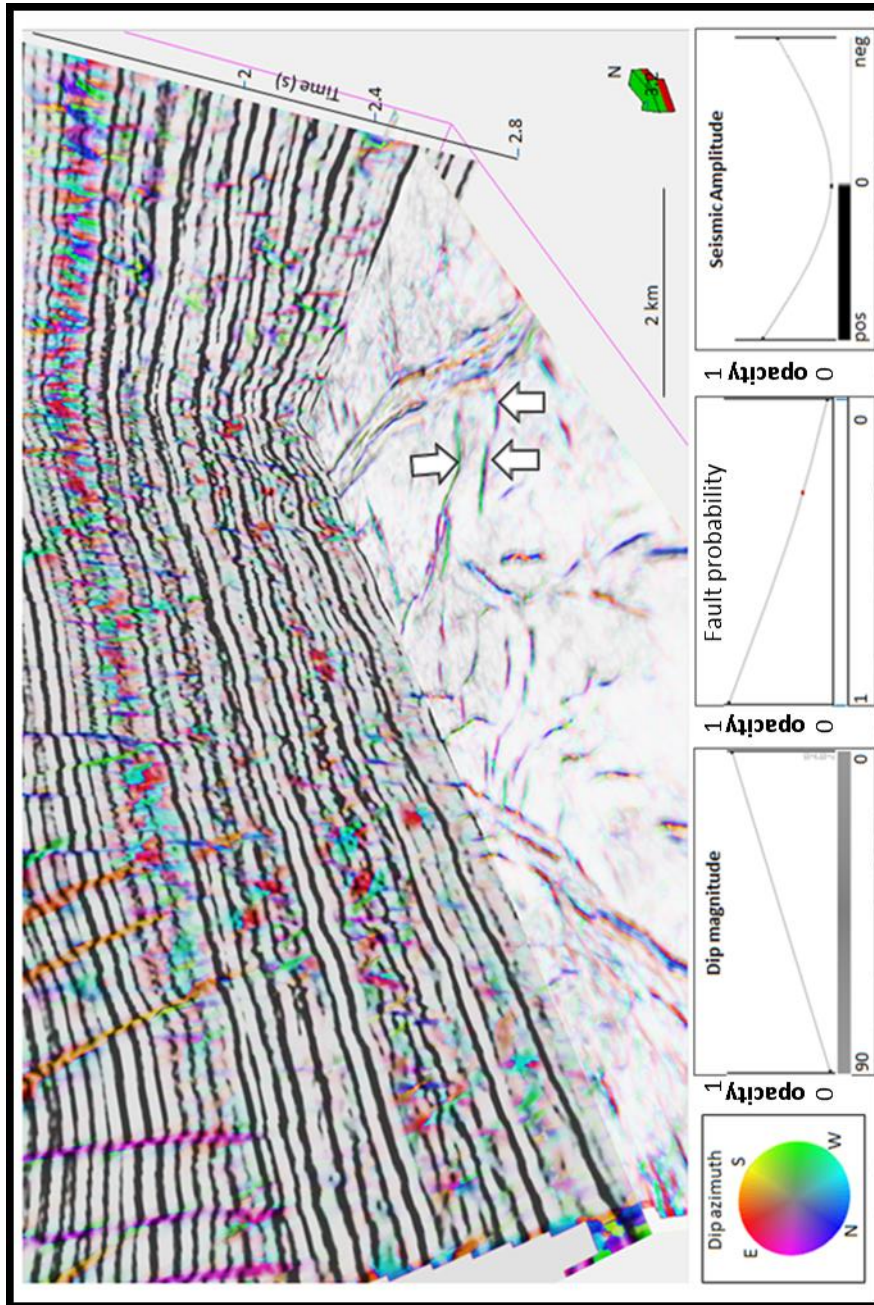 Time (s)
2
2.4
2.8
N
2 km
Dip azimuth
S
E
W
N
1
opacity
0
Dip magnitude
90
0
1
opacity
0
Fault probability
1
0
1
opacity
0
Seismic Amplitude
pos
0
neg